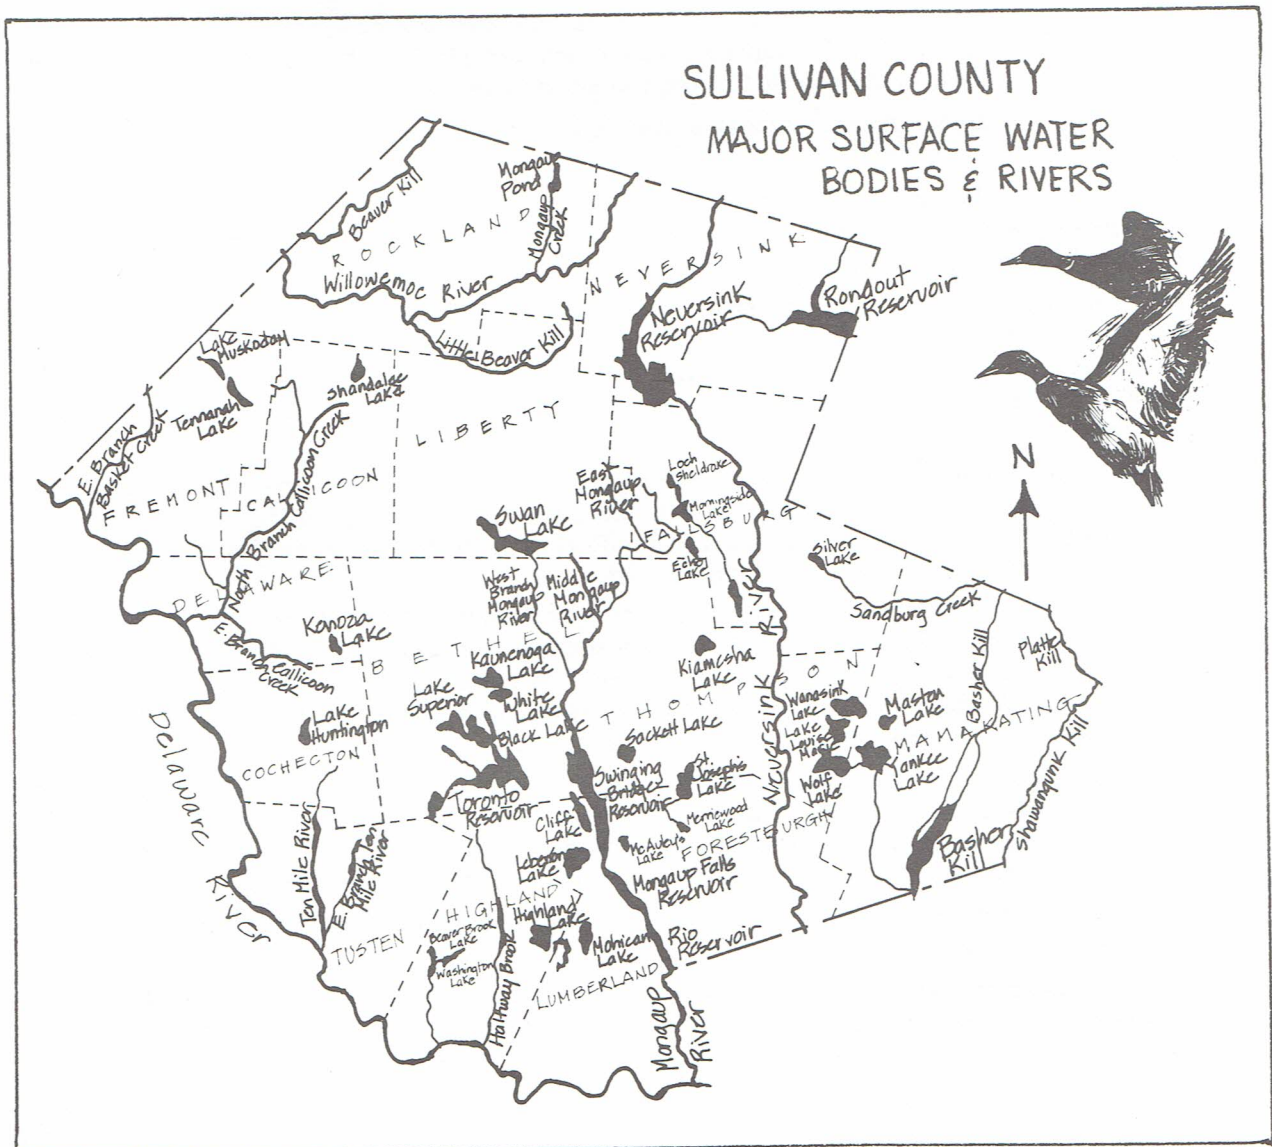 SULLIVAN COUNTY
MAJOR SURFACE WATER
BODIES & RIVERS
N
Beaver Kill
ROCKLAND
Mongaup
Pond
Mongaup
Creek
Willowemoc River
NEVERSINK
Neversink
Reservoir
Rondout
Reservoir
Little Beaver Kill
Lake
Muskoday
Shandalee
Lake
Tennanah
Lake
E. Branch
Basket Creek
FREMONT
CALLICOON
North Branch Callicoon Creek
LIBERTY
East
Mongaup
River
Loch
Sheldrake
Morningside
Lake
FALLSBURG
Swan
Lake
Echo
Lake
Silver
Lake
Sandburg Creek
DELAWARE
West
Branch
Mongaup
River
Middle
Mongaup
River
Kenoza
Lake
E. Branch Callicoon
Creek
BETHEL
Kiamesha
Lake
Platte
Kill
Basher Kill
Kaunenoga
Lake
Lake
Superior
White
Lake
Black Lake
THOMPSON
Wanasink
Lake
Maston
Lake
Lake
Louise
Marie
MAMAKATING
Yankee
Lake
Wolf
Lake
Shawangunk Kill
Lake
Huntington
Sackett Lake
Delaware
River
COCHECTON
Swinging
Bridge
Reservoir
St.
Joseph's
Lake
Neversink River
Toronto
Reservoir
Cliff
Lake
Merriewood
Lake
McAuley's
Lake
FORESTBURGH
Basher
Kill
Ten Mile River
E. Branch Ten
Mile River
Lebanon
Lake
Mongaup Falls
Reservoir
HIGHLAND
Highland
Lake
TUSTEN
Beaver Brook
Lake
Washington
Lake
Halfway Brook
Mohican
Lake
Rio
Reservoir
LUMBERLAND
Mongaup
River